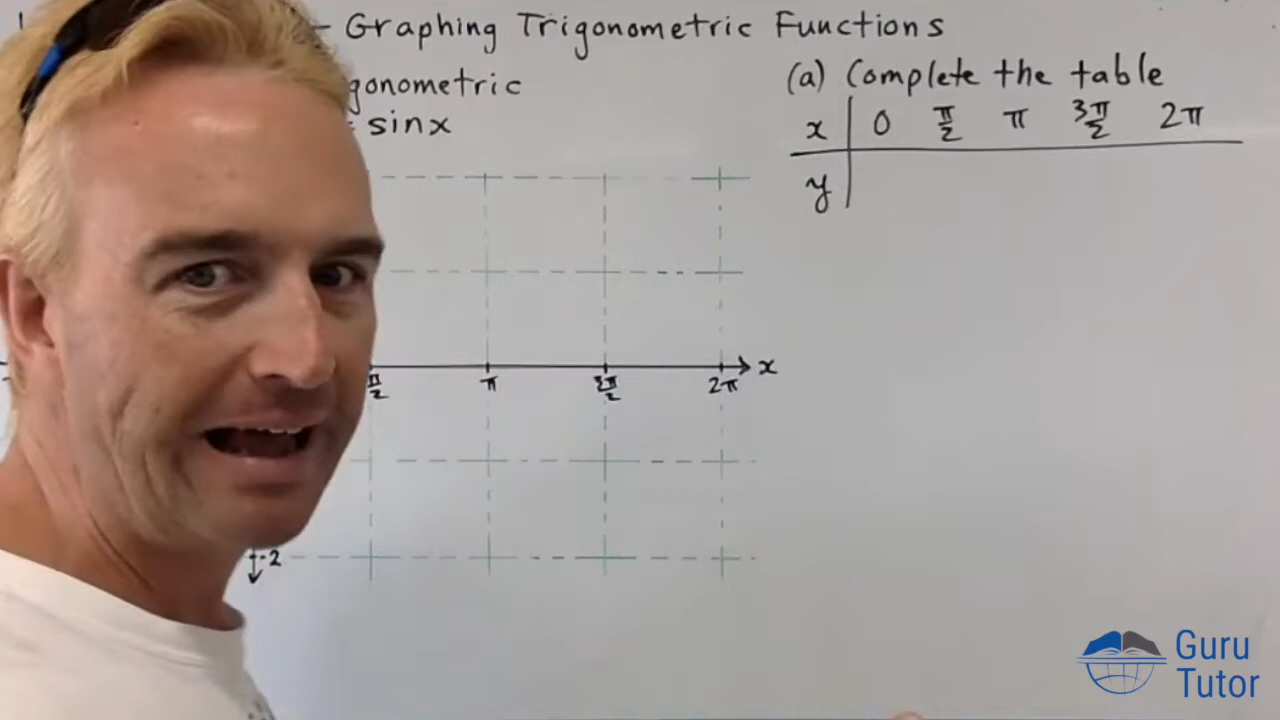 - Graphing Trigonometric Functions
gonometric
= sinx
(a) Complete the table
x 0 π/2 π 3π/2 2π
y
π/2 π 3π/2 2π x
-2
Guru
Tutor